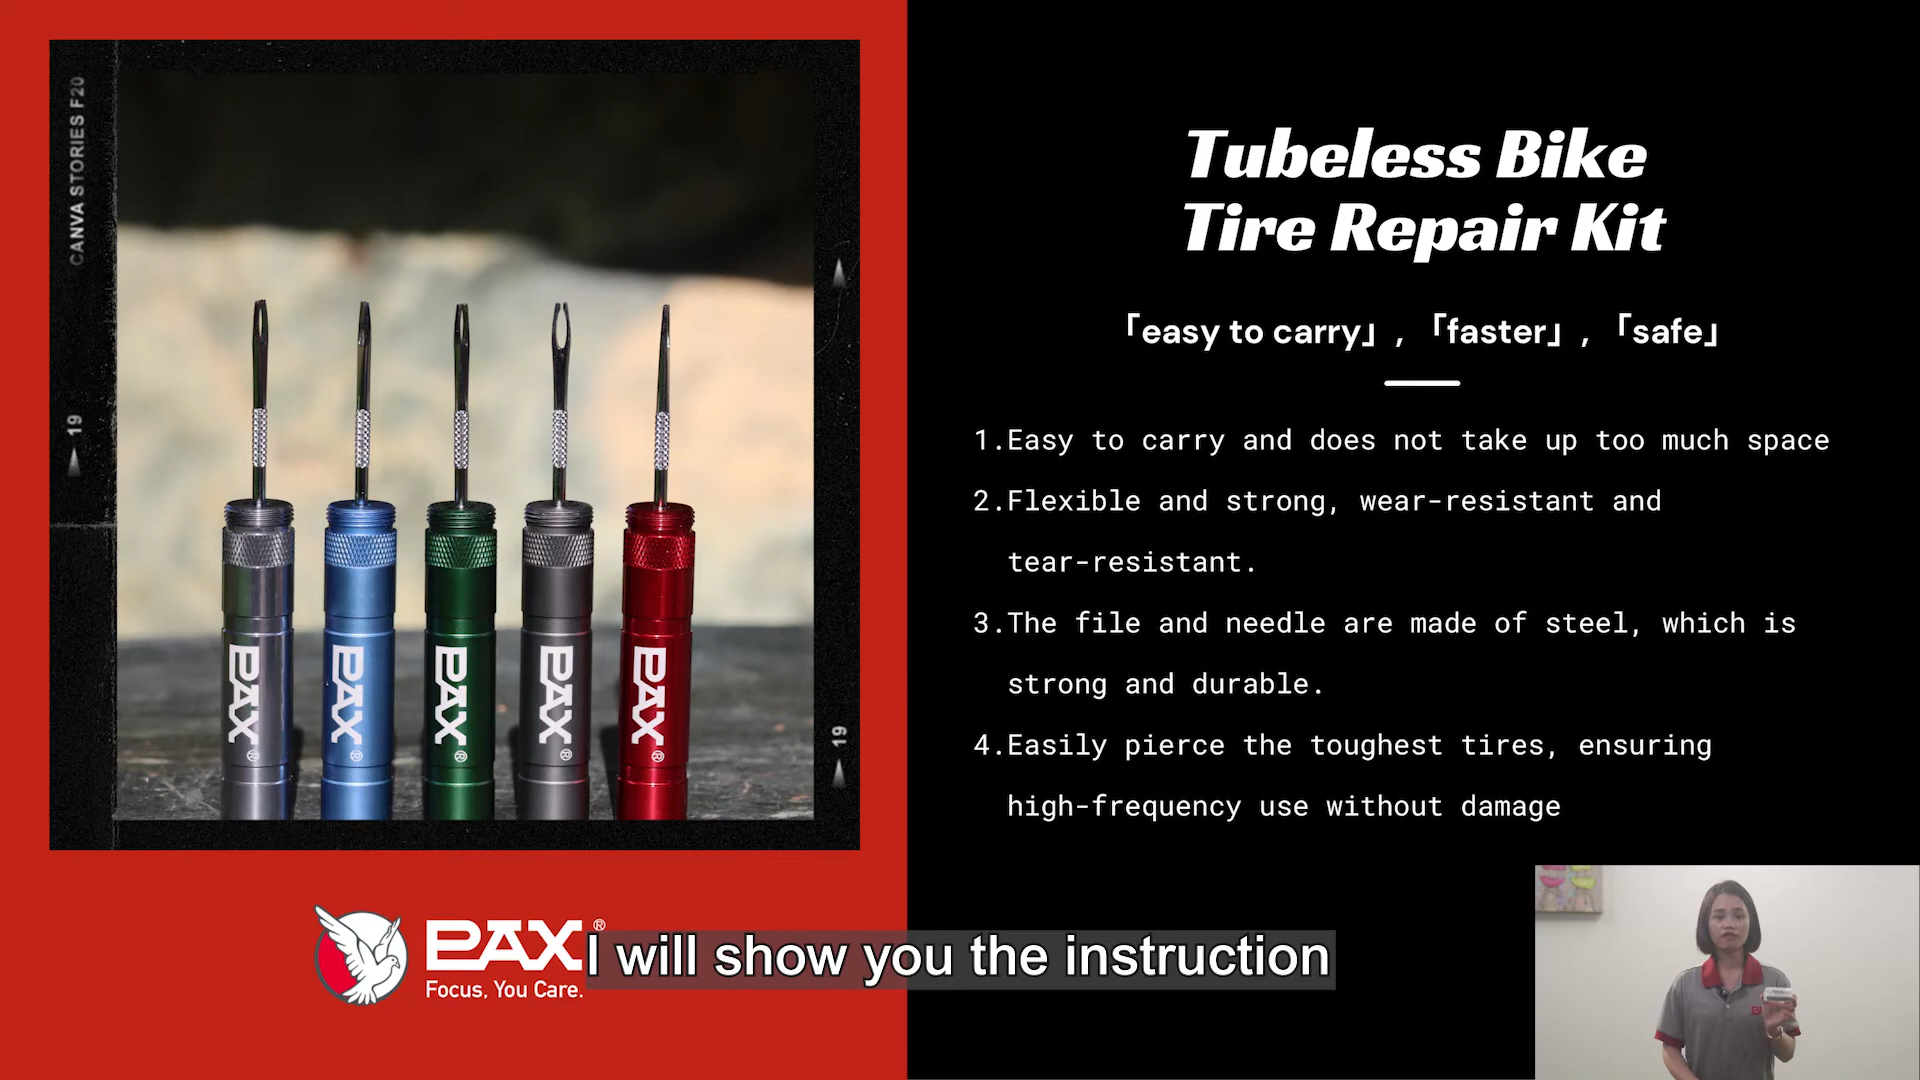 CANVA STORIES F20
19
19
PAX®
PAX®
PAX®
PAX®
PAX®
Tubeless Bike
Tire Repair Kit
「easy to carry」, 「faster」, 「safe」
1.Easy to carry and does not take up too much space
2.Flexible and strong, wear-resistant and
tear-resistant.
3.The file and needle are made of steel, which is
strong and durable.
4.Easily pierce the toughest tires, ensuring
high-frequency use without damage
PAX®
Focus, You Care.
I will show you the instruction